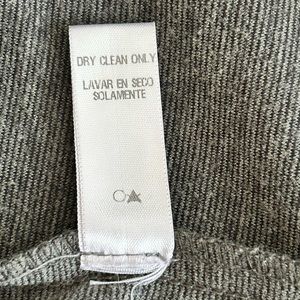 DRY CLEAN ONLY
LAVAR EN SECO
SOLAMENTE